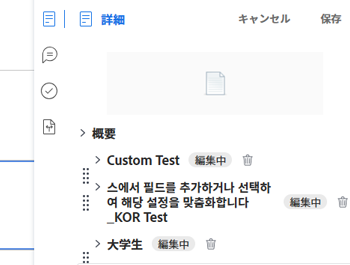 詳細 キャンセル 保存
概要
Custom Test 編集中
스에서 필드를 추가하거나 선택하
여 해당 설정을 맞춤화합니다 編集中
_KOR Test
大学生 編集中